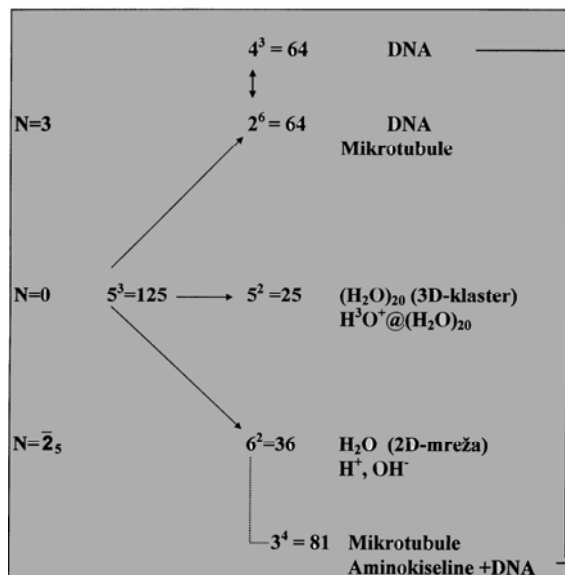 4³ = 64 DNA
N=3 2⁶ = 64 DNA
Mikrotubule
N=0 5³=125 5²=25 (H₂O)₂₀ (3D-klaster)
H³O⁺@(H₂O)₂₀
N=2̅₅ 6²=36 H₂O (2D-mreža)
H⁺, OH⁻
3⁴ = 81 Mikrotubule
Aminokiseline +DNA